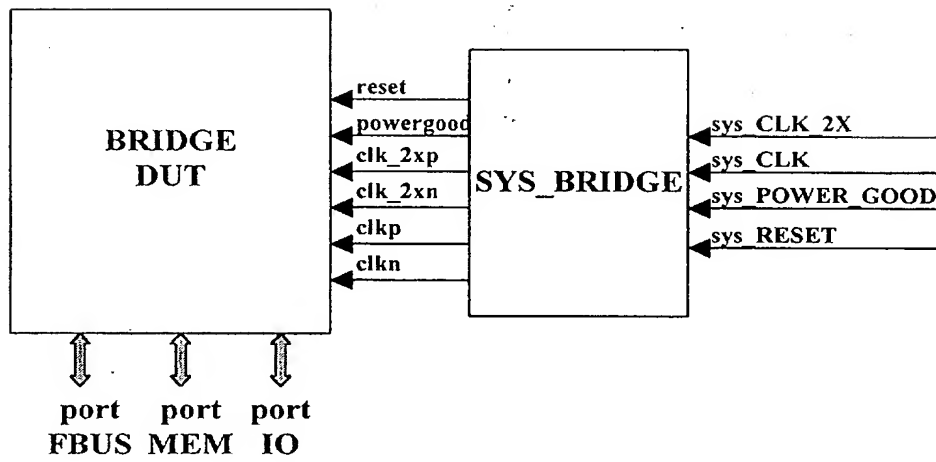 BRIDGE
DUT
reset
powergood
clk_2xp
clk_2xn
clkp
clkn
SYS_BRIDGE
sys_CLK_2X
sys_CLK
sys_POWER_GOOD
sys_RESET
port
FBUS
port
MEM
port
IO